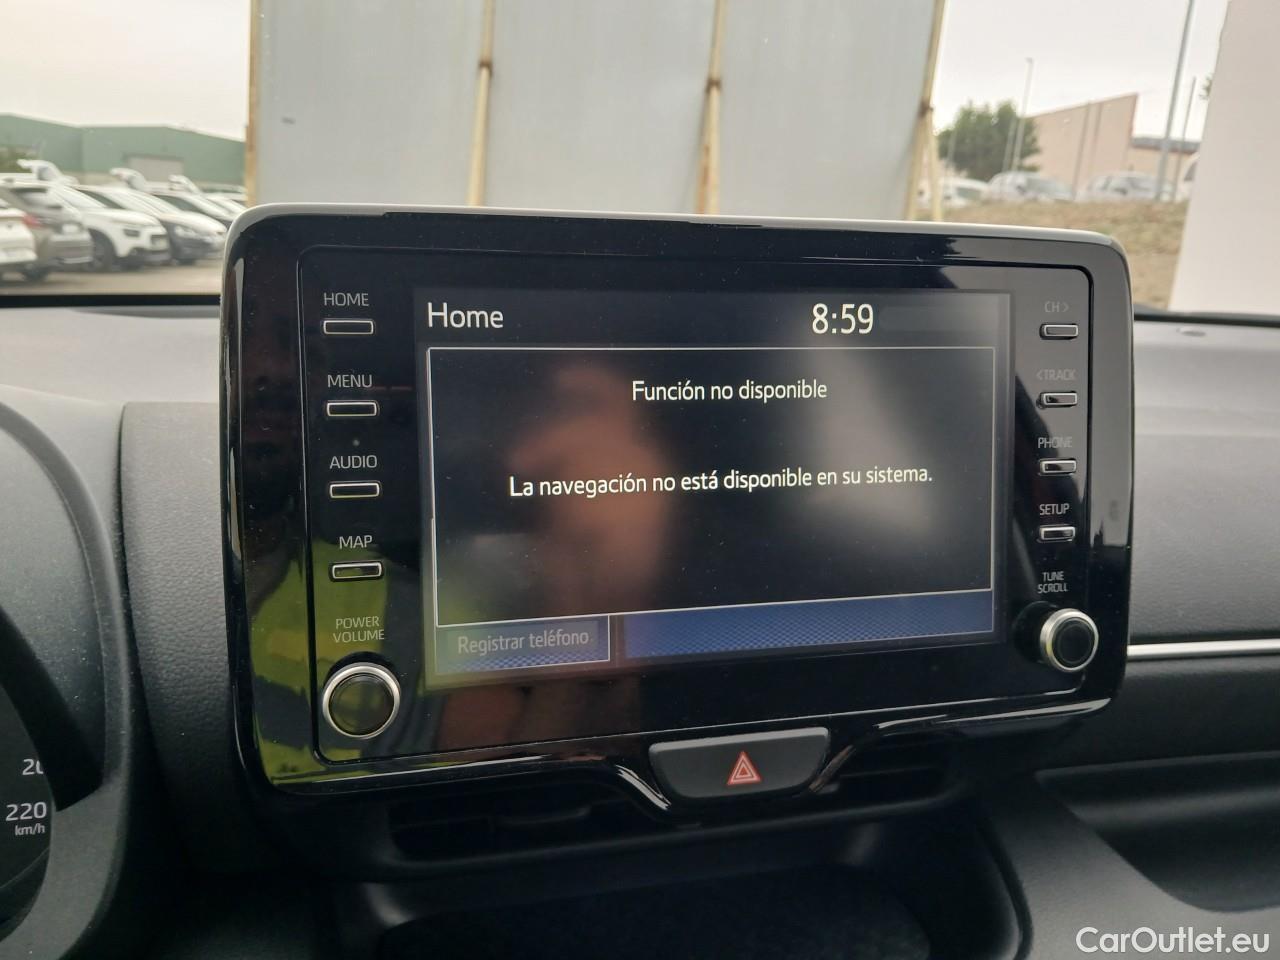 HOME
MENU
AUDIO
MAP
POWER
VOLUME
Home
8:59
Función no disponible
La navegación no está disponible en su sistema.
Registrar teléfono
CH >
< TRACK
PHONE
SETUP
TUNE
SCROLL
220
km/h
CarOutlet.eu